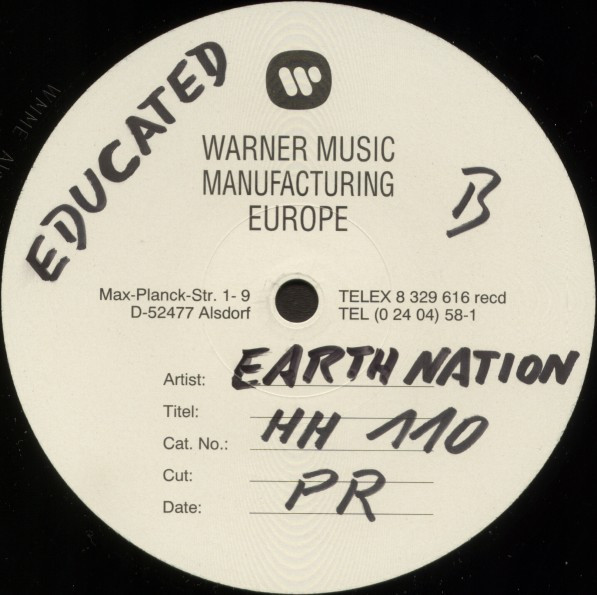 EDUCATED
WARNER MUSIC
MANUFACTURING
EUROPE
B
Max-Planck-Str. 1- 9
D-52477 Alsdorf
TELEX 8 329 616 recd
TEL (0 24 04) 58-1
Artist: EARTH NATION
Titel:
Cat. No.: HH 110
Cut:
Date: PR